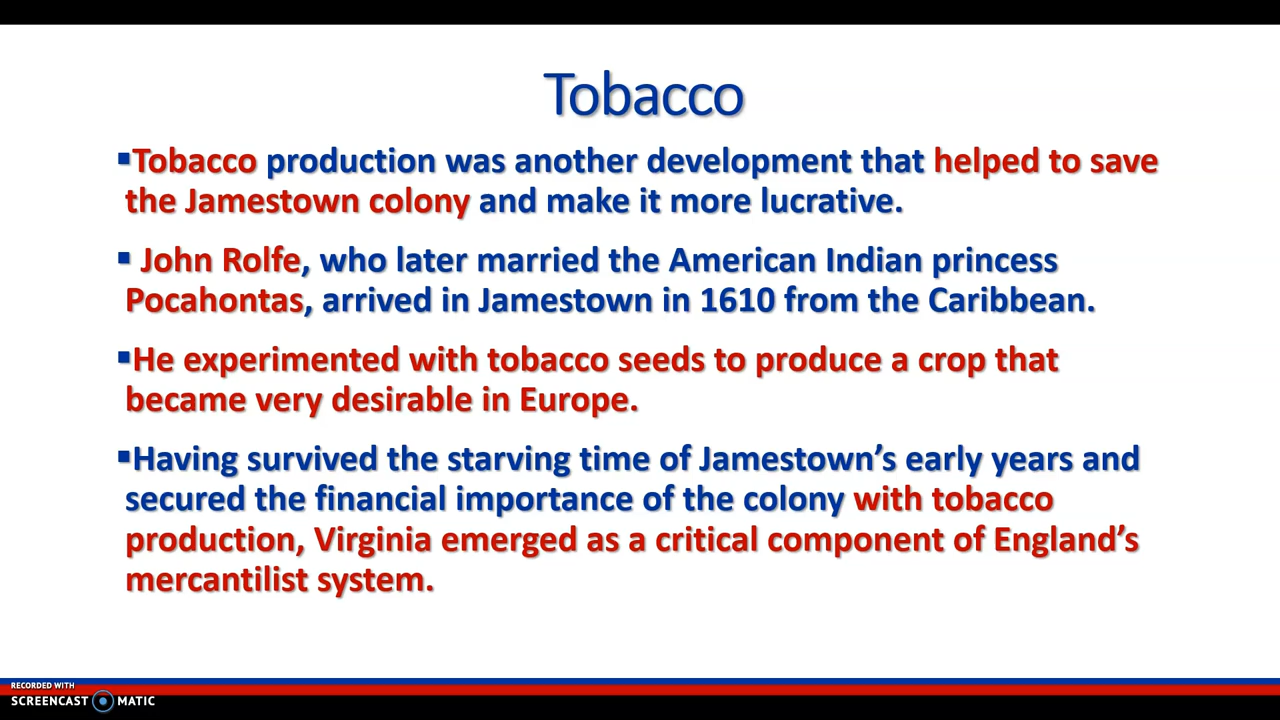 Tobacco
▪Tobacco production was another development that helped to save
the Jamestown colony and make it more lucrative.
▪ John Rolfe, who later married the American Indian princess
Pocahontas, arrived in Jamestown in 1610 from the Caribbean.
▪He experimented with tobacco seeds to produce a crop that
became very desirable in Europe.
▪Having survived the starving time of Jamestown’s early years and
secured the financial importance of the colony with tobacco
production, Virginia emerged as a critical component of England’s
mercantilist system.
RECORDED WITH
SCREENCAST MATIC